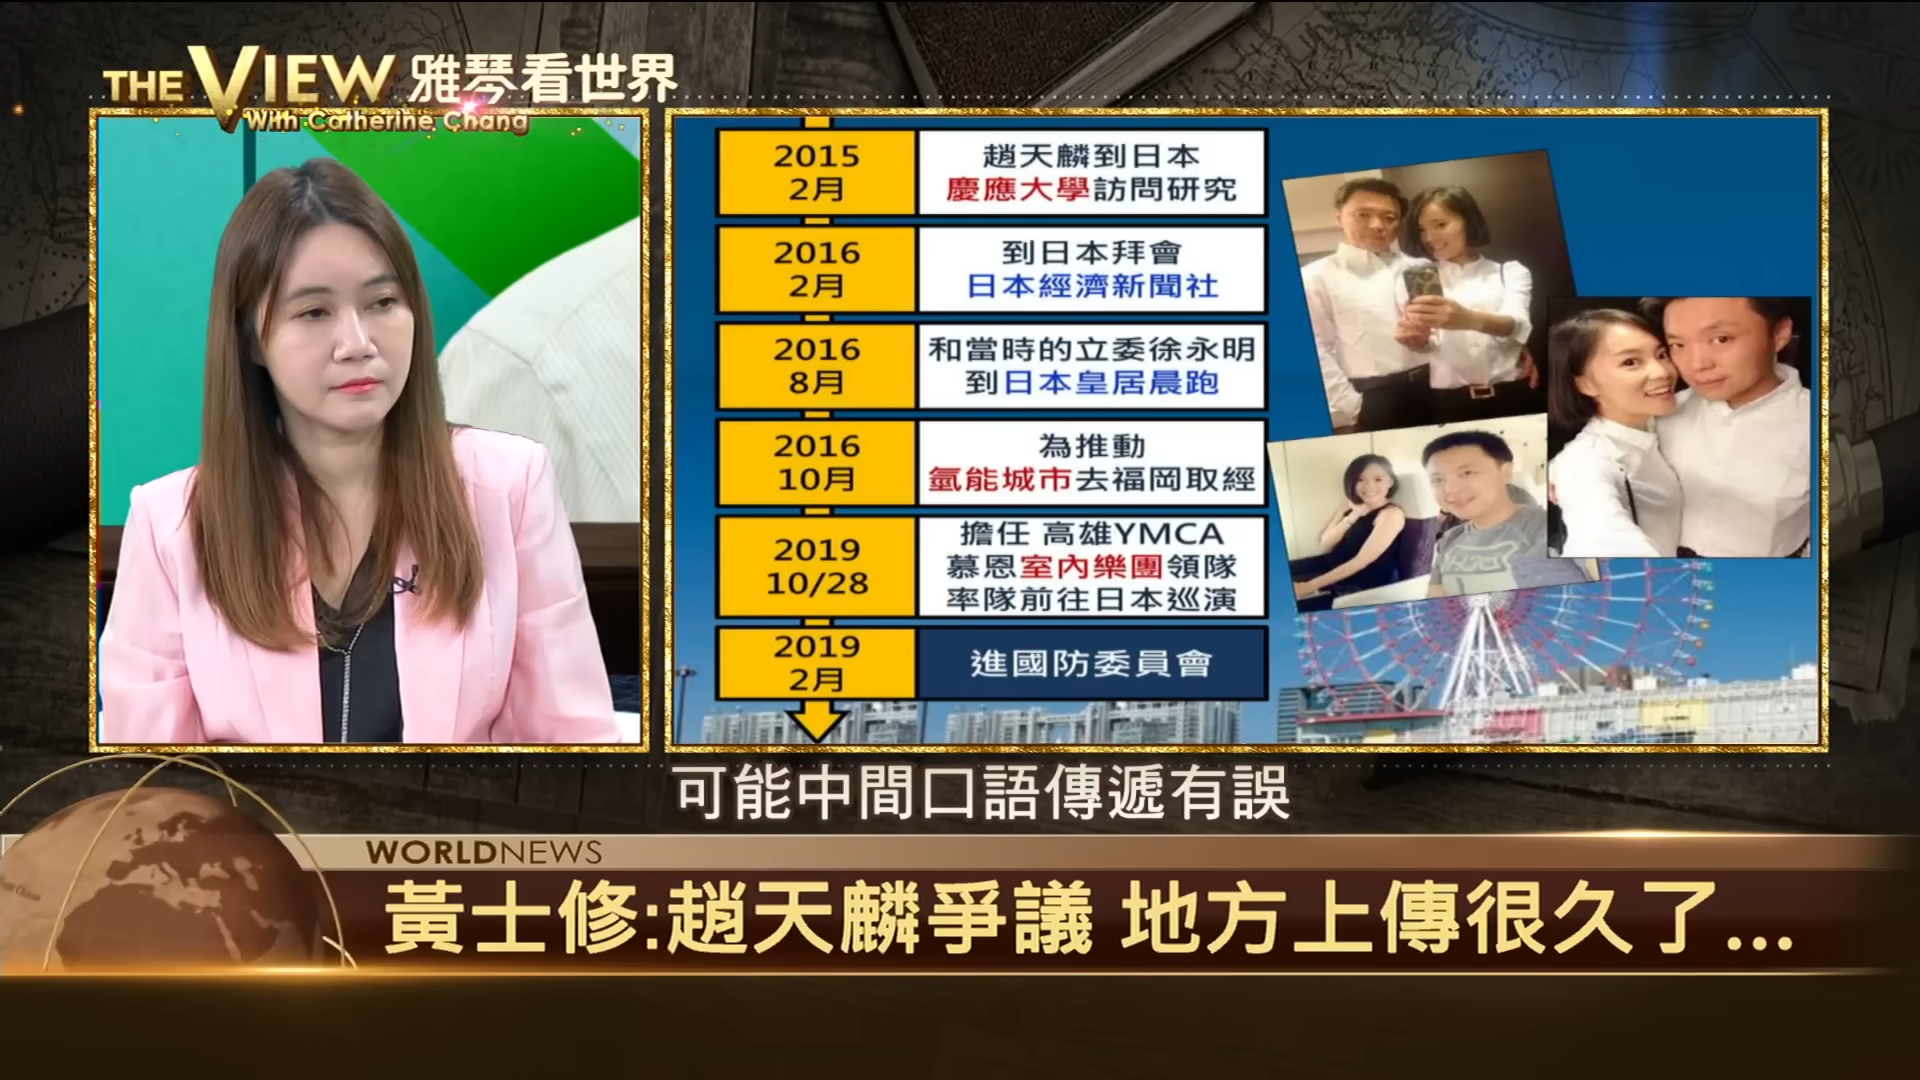 THE VIEW 雅琴看世界
With Catherine Chang
2015
2月
趙天麟到日本
慶應大學訪問研究
2016
2月
到日本拜會
日本經濟新聞社
2016
8月
和當時的立委徐永明
到日本皇居晨跑
2016
10月
為推動
氫能城市去福岡取經
2019
10/28
擔任 高雄YMCA
慕恩室內樂團領隊
率隊前往日本巡演
2019
2月
進國防委員會
可能中間口語傳遞有誤
WORLDNEWS
黃士修:趙天麟爭議 地方上傳很久了...